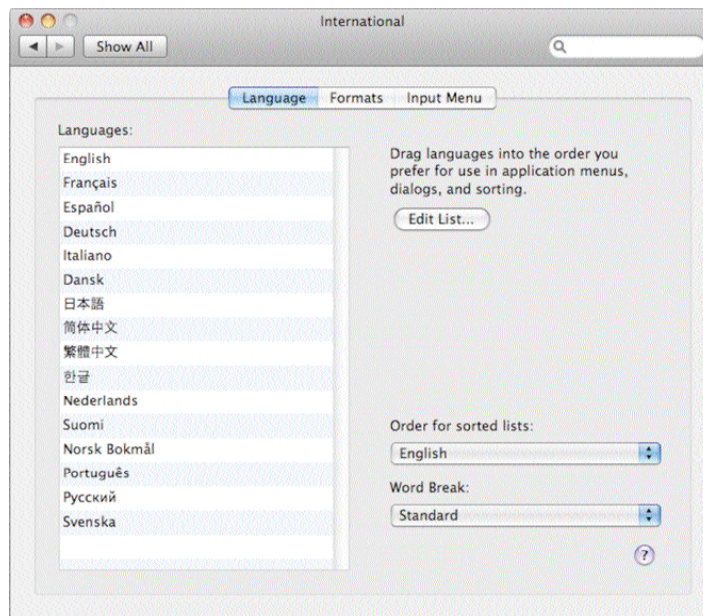 International
Show All
Language Formats Input Menu
Languages:
English
Français
Español
Deutsch
Italiano
Dansk
日本語
简体中文
繁體中文
한글
Nederlands
Suomi
Norsk Bokmål
Português
Русский
Svenska
Drag languages into the order you
prefer for use in application menus,
dialogs, and sorting.
Edit List...
Order for sorted lists:
English
Word Break:
Standard
?